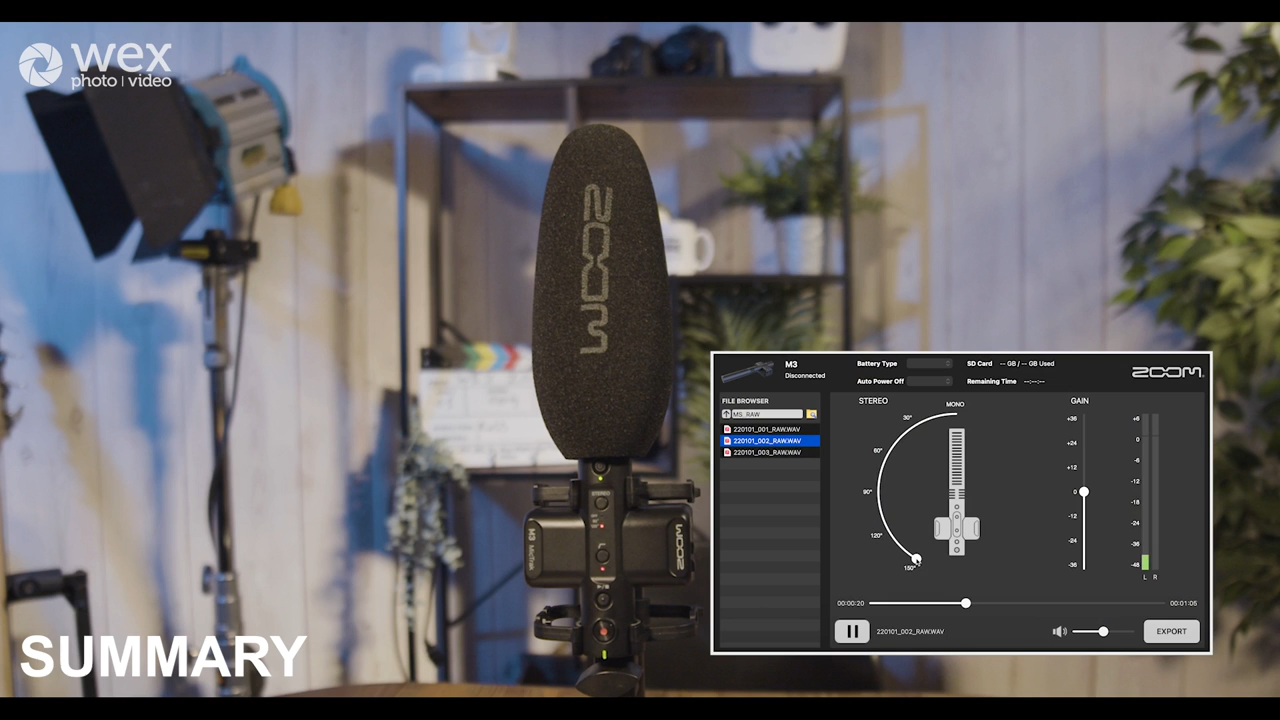 wex
photo | video
ZOOM
STEREO
M3 MicTrak
ZOOM
SUMMARY
M3
Disconnected
Battery Type
SD Card
-- GB / -- GB Used
Auto Power Off
Remaining Time
--:--:--
ZOOM
FILE BROWSER
MS_RAW
220101_001_RAW.WAV
220101_002_RAW.WAV
220101_003_RAW.WAV
STEREO
MONO
30°
60°
90°
120°
150°
GAIN
+36
+24
+12
0
-12
-24
-36
+6
0
-6
-12
-18
-24
-36
-48
L R
00:00:20
00:01:05
220101_002_RAW.WAV
EXPORT